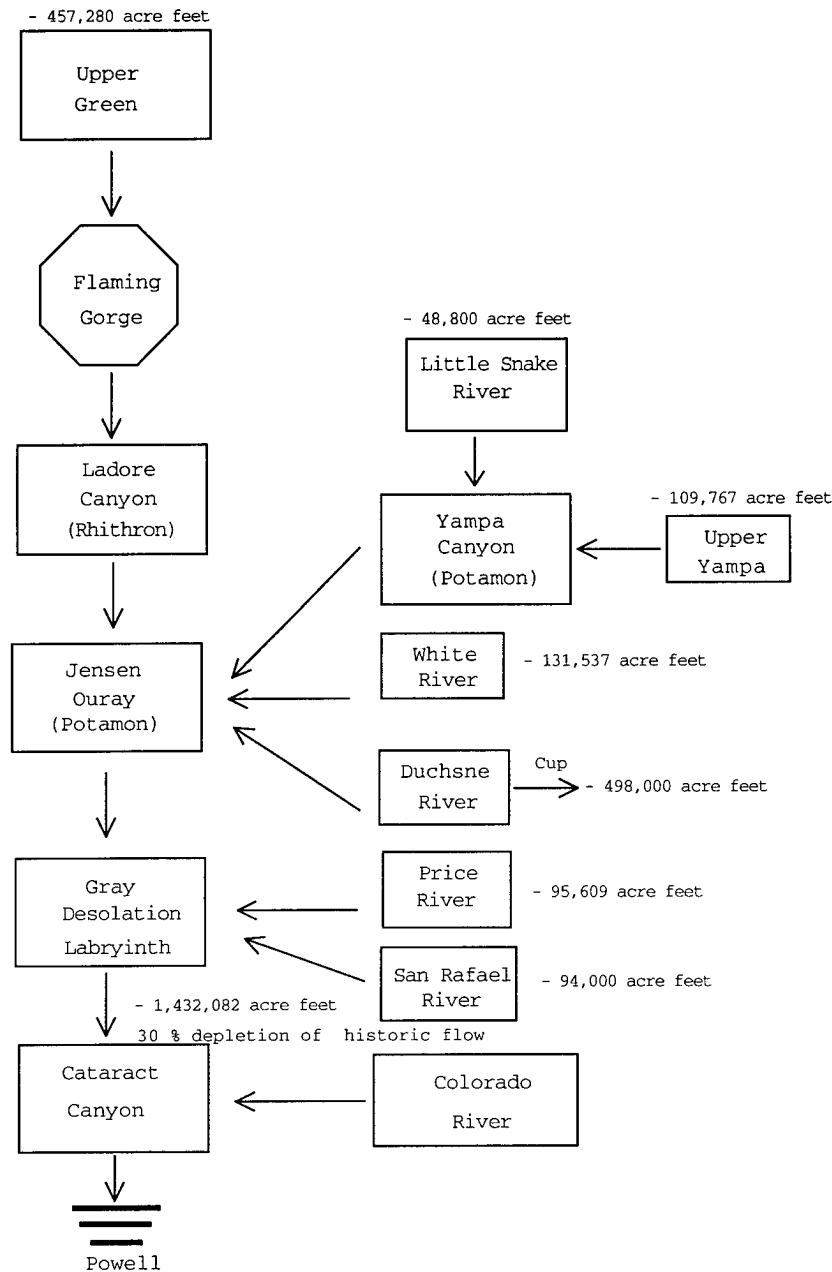 - 457,280 acre feet
Upper
Green
Flaming
Gorge
- 48,800 acre feet
Little Snake
River
Ladore
Canyon
(Rhithron)
Yampa
Canyon
(Potamon)
- 109,767 acre feet
Upper
Yampa
Jensen
Ouray
(Potamon)
White
River
- 131,537 acre feet
Duchsne
River
Cup
- 498,000 acre feet
Gray
Desolation
Labryinth
Price
River
- 95,609 acre feet
San Rafael
River
- 94,000 acre feet
- 1,432,082 acre feet
30 % depletion of historic flow
Cataract
Canyon
Colorado
River
Powell